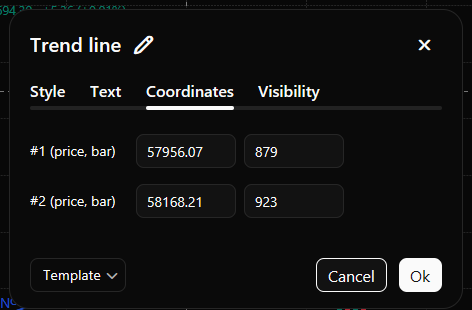 Trend line
Style Text Coordinates Visibility
#1 (price, bar) 57956.07 879
#2 (price, bar) 58168.21 923
Template Cancel Ok